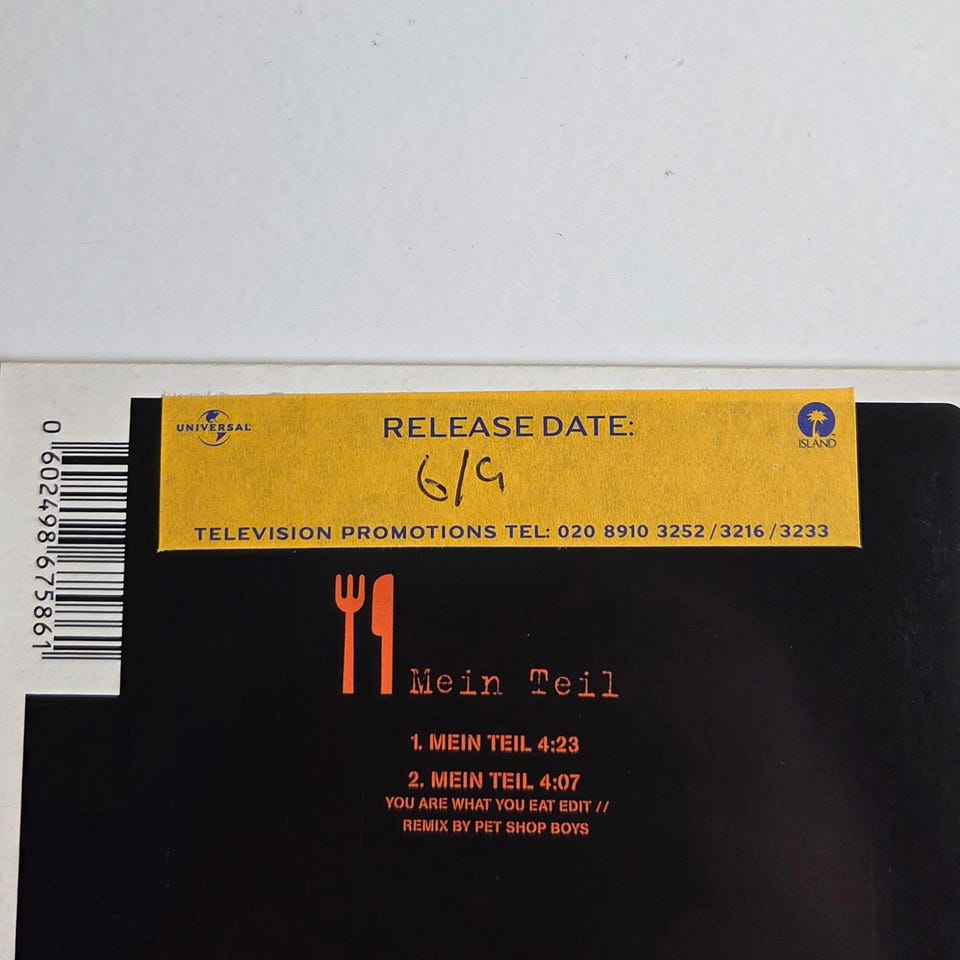 UNIVERSAL
RELEASE DATE:
ISLAND
6/9
TELEVISION PROMOTIONS TEL: 020 8910 3252/3216/3233
0 602498 675861
Mein Teil
1. MEIN TEIL 4:23
2. MEIN TEIL 4:07
YOU ARE WHAT YOU EAT EDIT //
REMIX BY PET SHOP BOYS